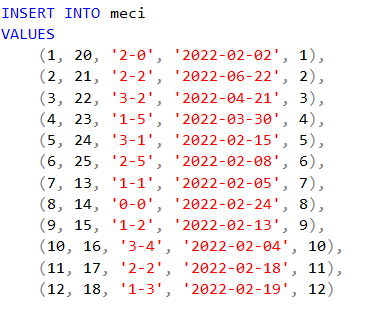 INSERT INTO meci
VALUES
(1, 20, '2-0', '2022-02-02', 1),
(2, 21, '2-2', '2022-06-22', 2),
(3, 22, '3-2', '2022-04-21', 3),
(4, 23, '1-5', '2022-03-30', 4),
(5, 24, '3-1', '2022-02-15', 5),
(6, 25, '2-5', '2022-02-08', 6),
(7, 13, '1-1', '2022-02-05', 7),
(8, 14, '0-0', '2022-02-24', 8),
(9, 15, '1-2', '2022-02-13', 9),
(10, 16, '3-4', '2022-02-04', 10),
(11, 17, '2-2', '2022-02-18', 11),
(12, 18, '1-3', '2022-02-19', 12)